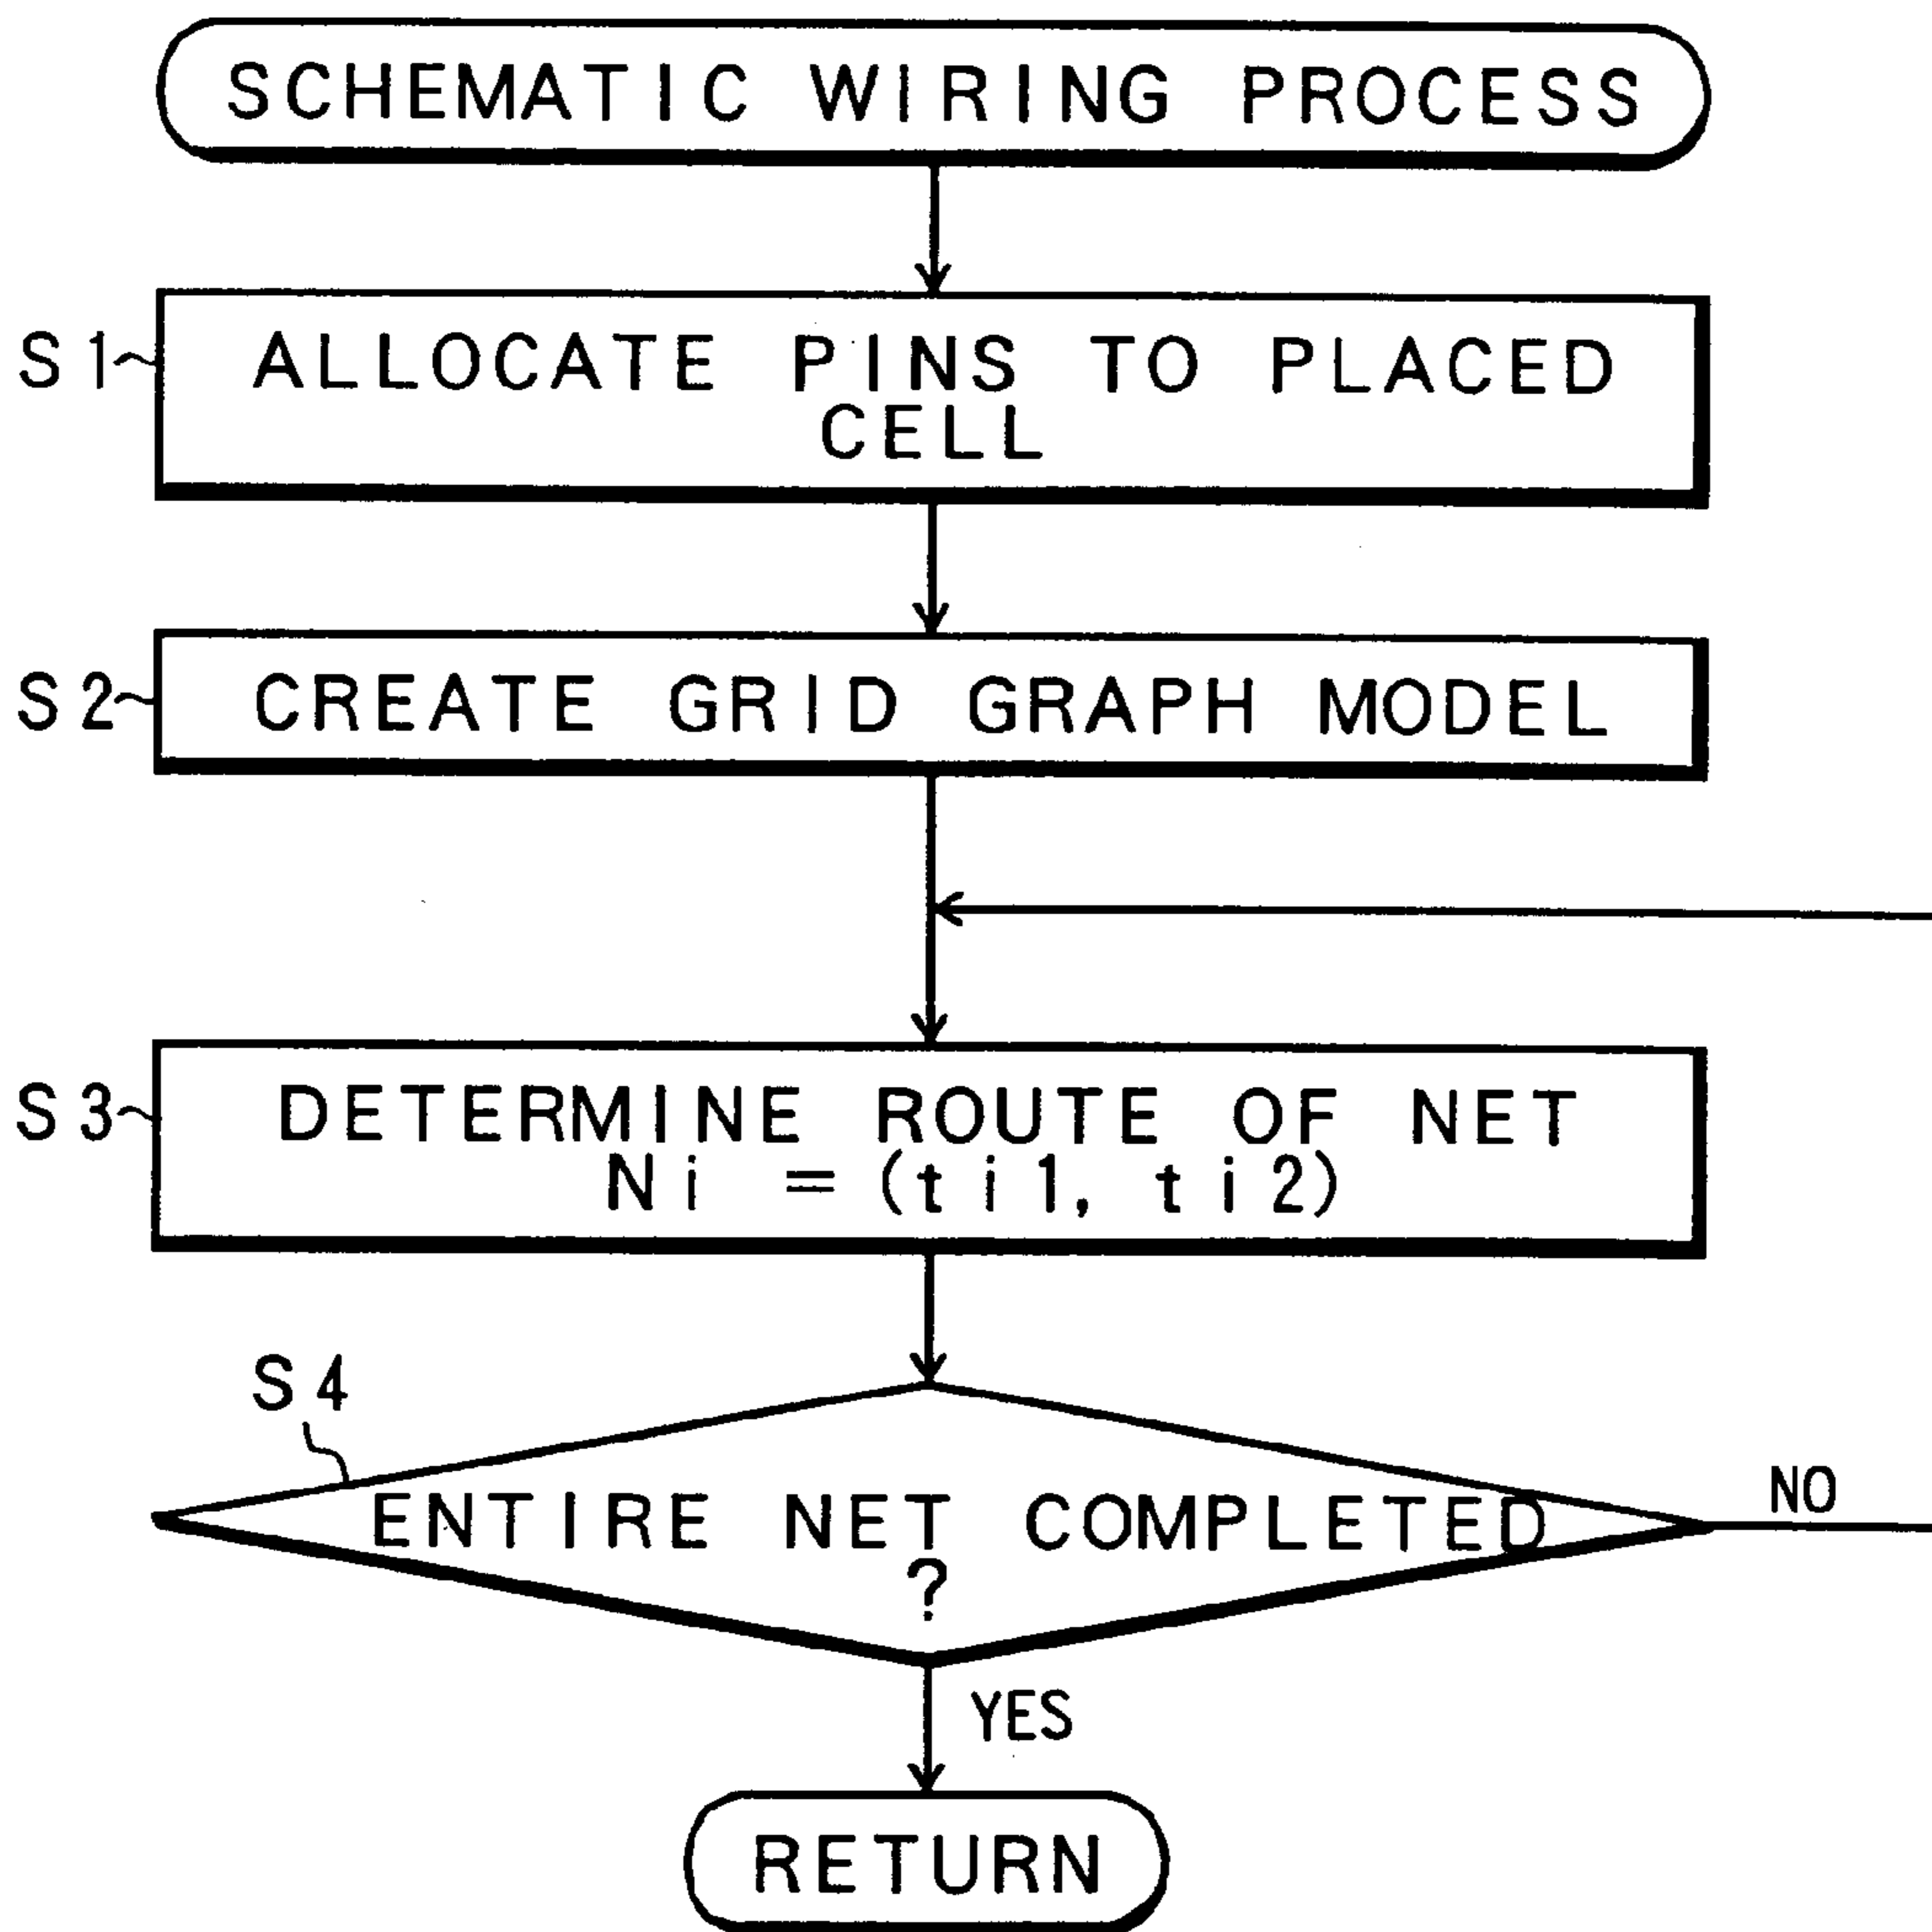 SCHEMATIC WIRING PROCESS
S1
ALLOCATE PINS TO PLACED
CELL
S2
CREATE GRID GRAPH MODEL
S3
DETERMINE ROUTE OF NET
Ni = (ti1, ti2)
S4
ENTIRE NET COMPLETED
?
NO
YES
RETURN